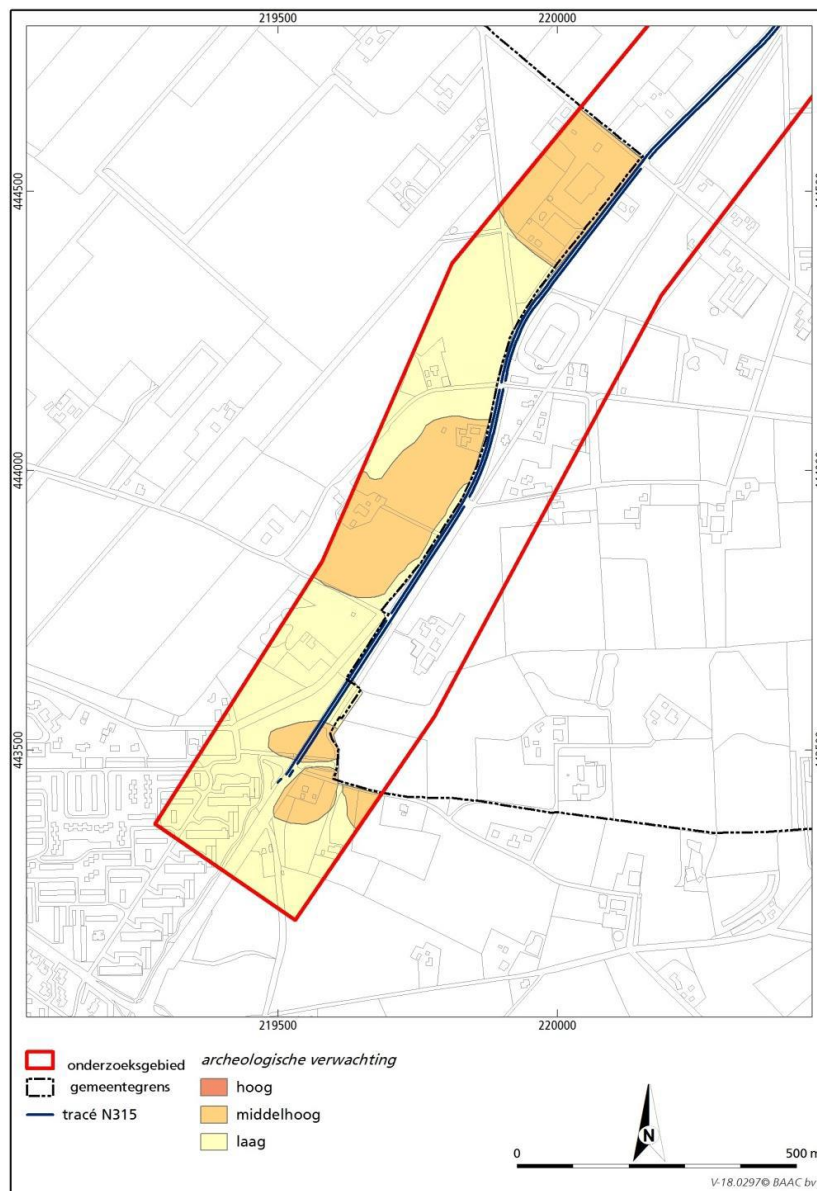 219500 220000
444500
444000
443500
219500 220000
onderzoeksgebied
gemeentegrens
tracé N315
archeologische verwachting
hoog
middelhoog
laag
N
0 500 m
V-18.0297© BAAC bv